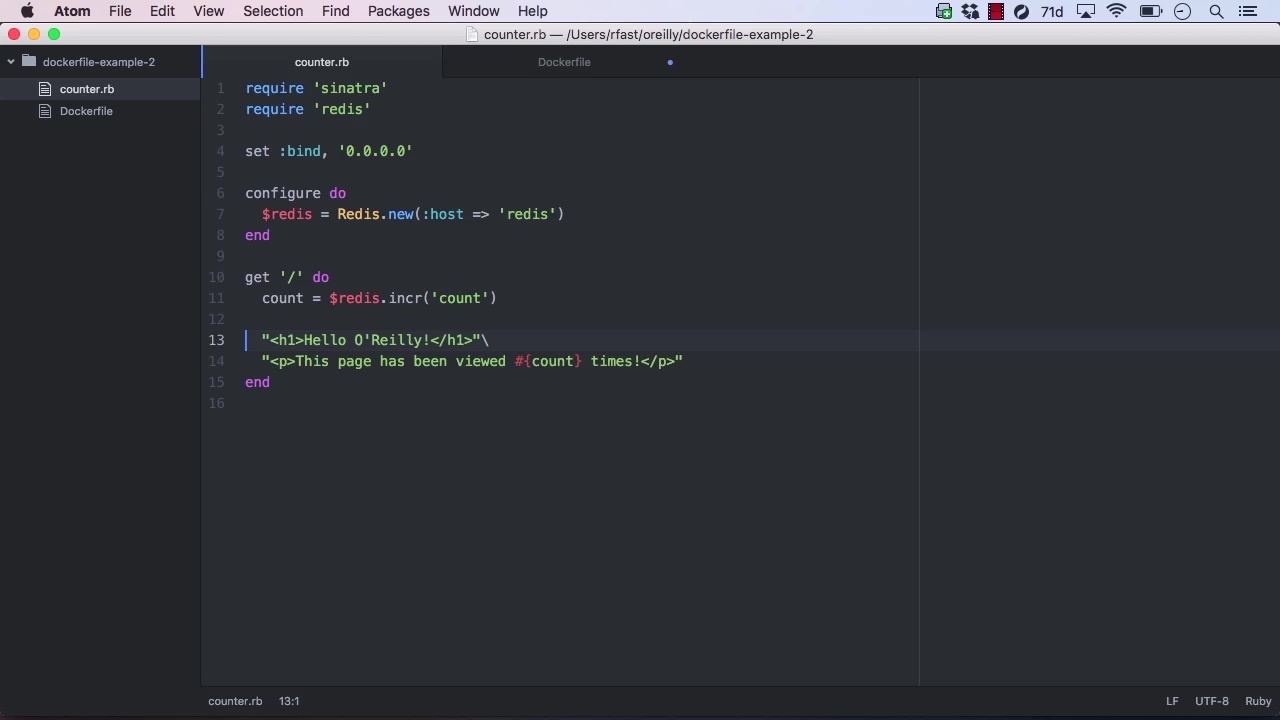 Atom File Edit View Selection Find Packages Window Help 71d
counter.rb — /Users/rfast/oreilly/dockerfile-example-2
dockerfile-example-2
counter.rb
Dockerfile
counter.rb Dockerfile
1 require 'sinatra'
2 require 'redis'
3
4 set :bind, '0.0.0.0'
5
6 configure do
7 $redis = Redis.new(:host => 'redis')
8 end
9
10 get '/' do
11 count = $redis.incr('count')
12
13 "<h1>Hello O'Reilly!</h1>"\
14 "<p>This page has been viewed #{count} times!</p>"
15 end
16
counter.rb 13:1 LF UTF-8 Ruby